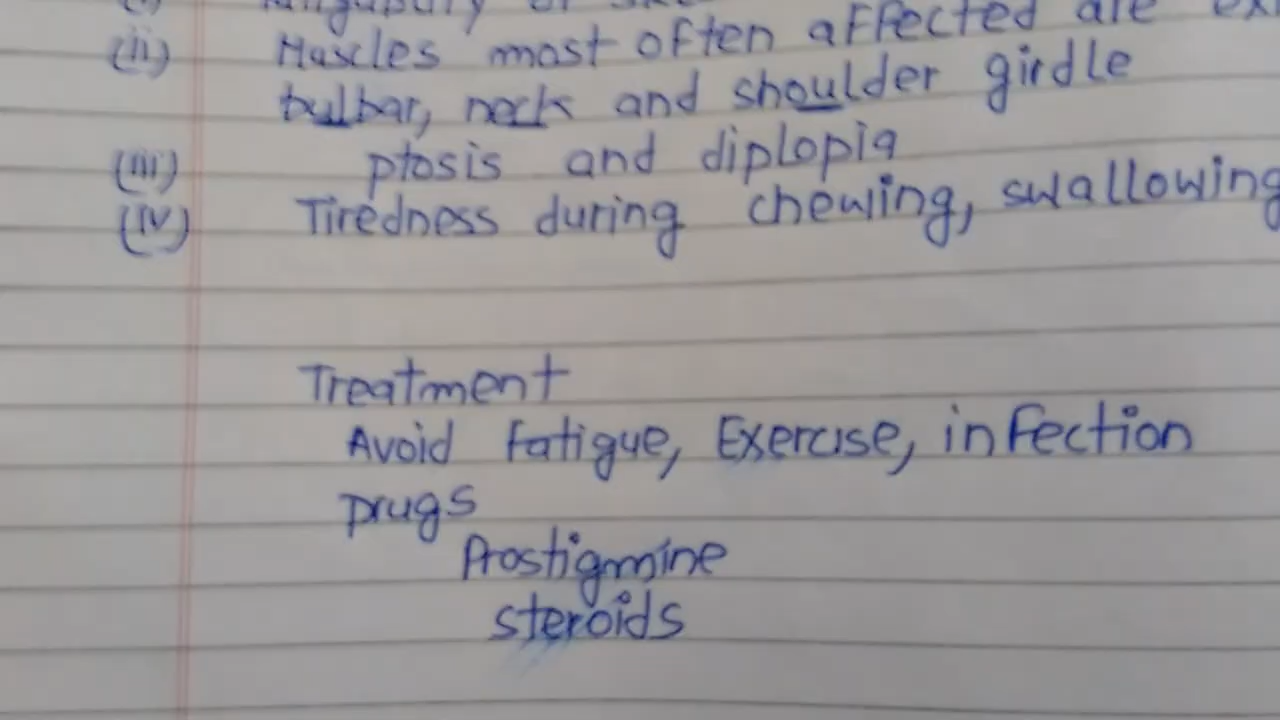 (ii) Muscles most often affected are
bulbar, neck and shoulder girdle
(iii) ptosis and diplopia
(iv) Tiredness during chewing, swallowing
Treatment
Avoid fatigue, Exercise, infection
Drugs
Prostigmine
steroids